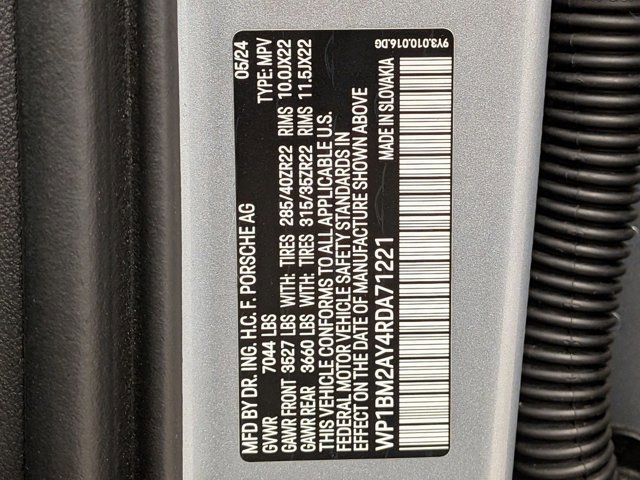 MFD BY DR. ING. H.C. F. PORSCHE AG 05/24
GVWR 7044 LBS TYPE: MPV
GAWR FRONT 3527 LBS WITH: TIRES 285/40ZR22 RIMS 10.0JX22
GAWR REAR 3660 LBS WITH: TIRES 315/35ZR22 RIMS 11.5JX22
THIS VEHICLE CONFORMS TO ALL APPLICABLE U.S.
FEDERAL MOTOR VEHICLE SAFETY STANDARDS IN
EFFECT ON THE DATE OF MANUFACTURE SHOWN ABOVE
WP1BM2AY4RDA71221 MADE IN SLOVAKIA
9Y3.010.016.DG